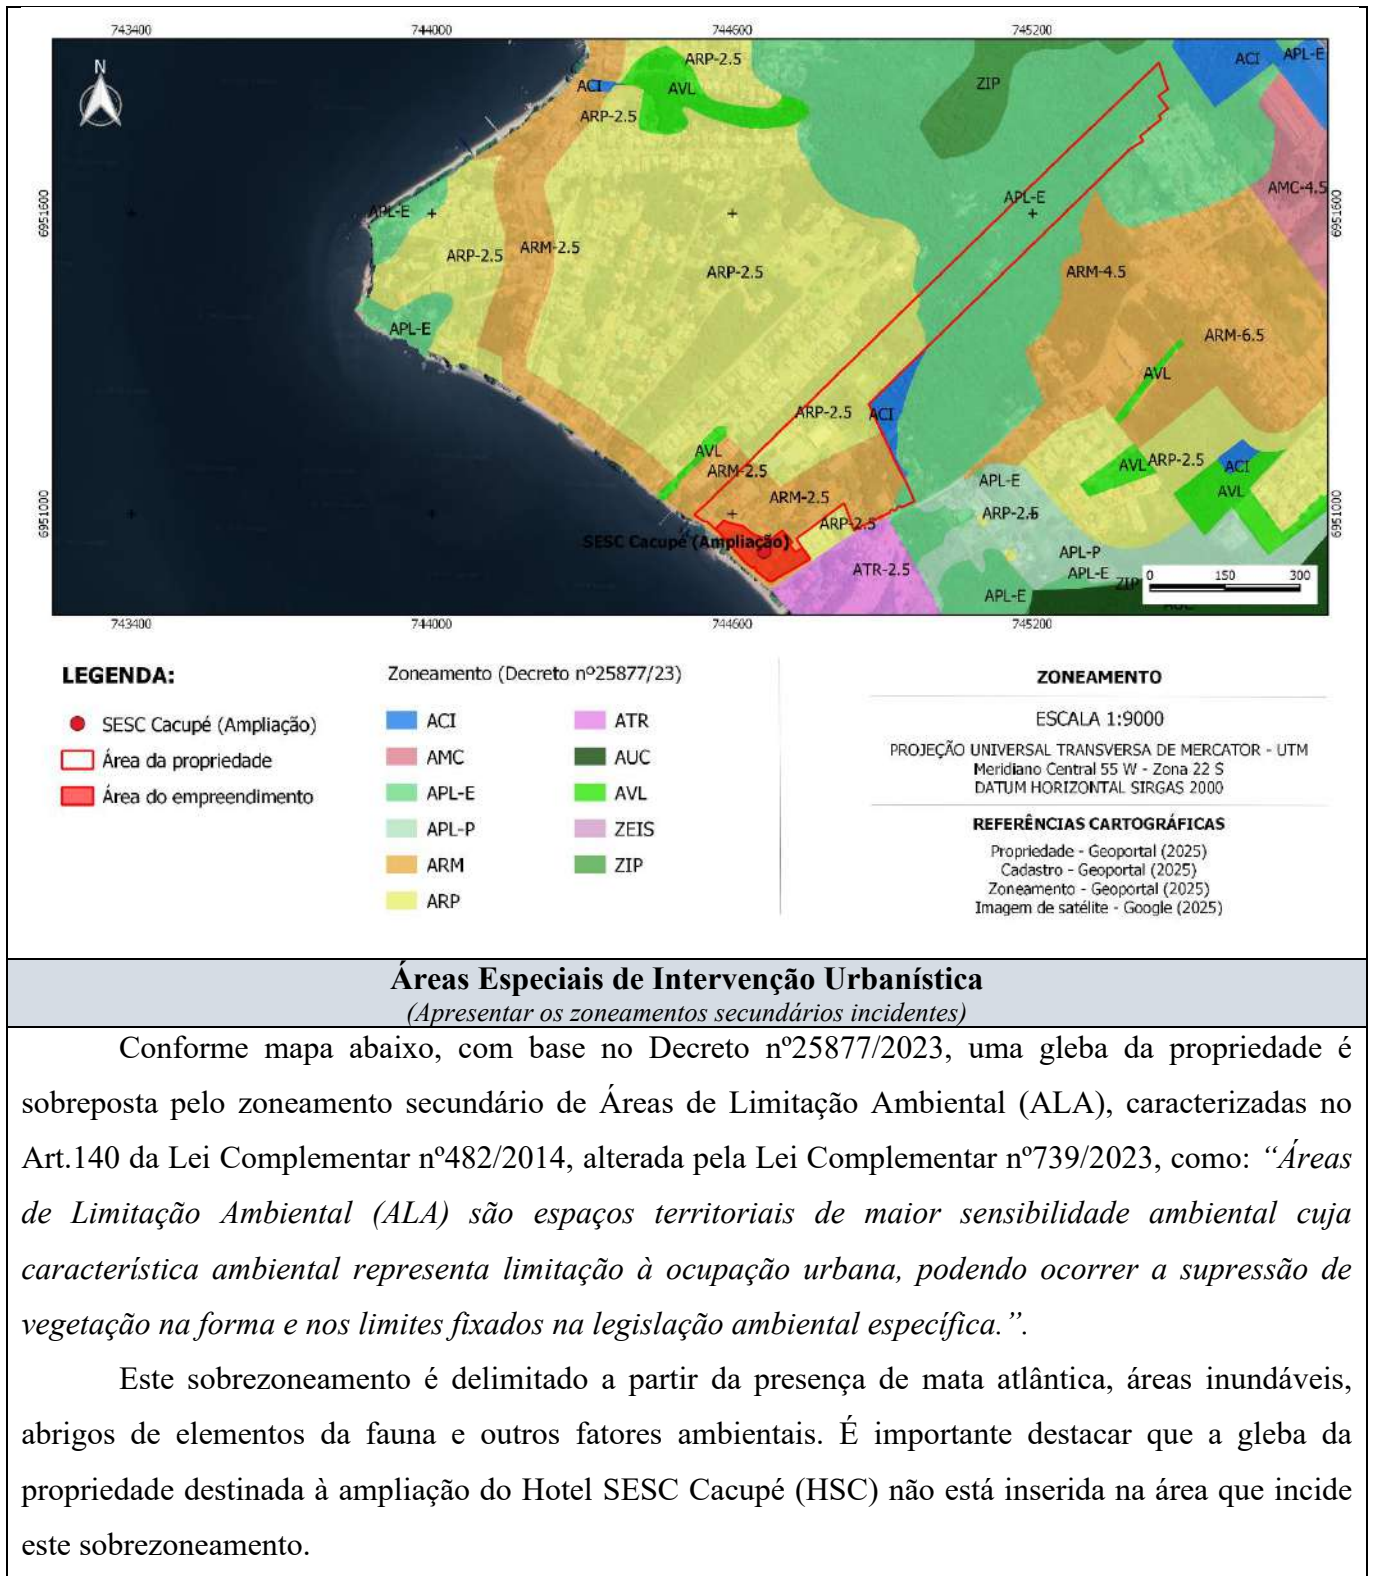 743400 744000 744600 745200
N
ARP-2.5
ACI
APL-E
ACI
AVL
ZIP
ARP-2.5
AMC-4.5
6951600
APL-E
APL-E
6951600
ARP-2.5
ARM-2.5
ARP-2.5
ARM-4.5
APL-E
ARM-6.5
AVL
ARP-2.5
ACI
AVL
ARM-2.5
AVL
ARP-2.5
ACI
APL-E
AVL
ARM-2.5
6951000
ARP-2.5
ARP-2.5
6951000
SESC Cacupé (Ampliação)
APL-P
ATR-2.5
APL-E
ZIP
APL-E
AUC
0 150 300
743400 744000 744600 745200
LEGENDA:
SESC Cacupé (Ampliação)
Área da propriedade
Área do empreendimento
Zoneamento (Decreto nº25877/23)
ACI
AMC
APL-E
APL-P
ARM
ARP
ATR
AUC
AVL
ZEIS
ZIP
ZONEAMENTO
ESCALA 1:9000
PROJEÇÃO UNIVERSAL TRANSVERSA DE MERCATOR - UTM
Meridiano Central 55 W - Zona 22 S
DATUM HORIZONTAL SIRGAS 2000
REFERÊNCIAS CARTOGRÁFICAS
Propriedade - Geoportal (2025)
Cadastro - Geoportal (2025)
Zoneamento - Geoportal (2025)
Imagem de satélite - Google (2025)
Áreas Especiais de Intervenção Urbanística
(Apresentar os zoneamentos secundários incidentes)
Conforme mapa abaixo, com base no Decreto nº25877/2023, uma gleba da propriedade é
sobreposta pelo zoneamento secundário de Áreas de Limitação Ambiental (ALA), caracterizadas no
Art.140 da Lei Complementar nº482/2014, alterada pela Lei Complementar nº739/2023, como: “Áreas
de Limitação Ambiental (ALA) são espaços territoriais de maior sensibilidade ambiental cuja
característica ambiental representa limitação à ocupação urbana, podendo ocorrer a supressão de
vegetação na forma e nos limites fixados na legislação ambiental específica.”.
Este sobrezoneamento é delimitado a partir da presença de mata atlântica, áreas inundáveis,
abrigos de elementos da fauna e outros fatores ambientais. É importante destacar que a gleba da
propriedade destinada à ampliação do Hotel SESC Cacupé (HSC) não está inserida na área que incide
este sobrezoneamento.